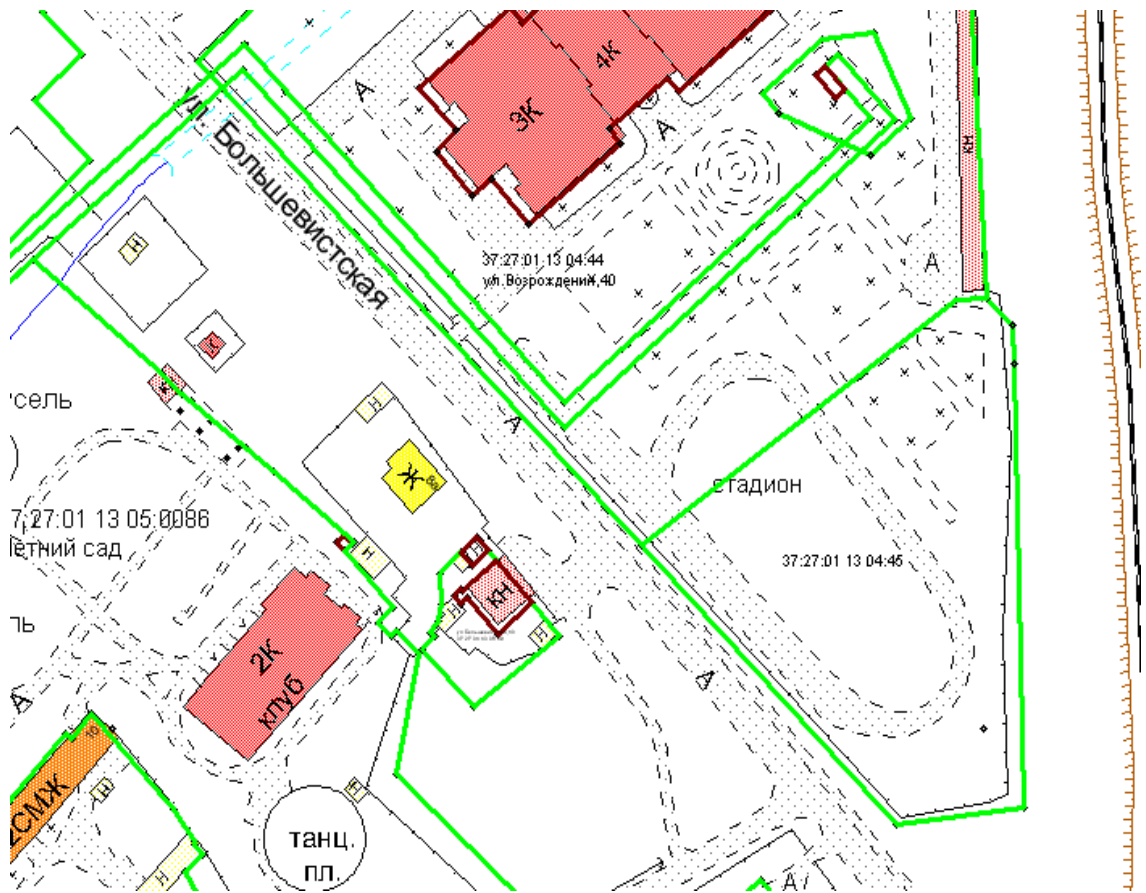 ул. Большевистская
А
3К
4К
А
кн
Н
37:27:01 13 04:44
ул. Возрождения,40
А
К
сель
Н
А
Ж
стадион
7:27:01 13 05:0086
етний сад
37:27:01 13 04:45
Н
Н
КН
Н
Н
ль
2К
клуб
А
А
Н
СМЖ
Н
танц.
пл.
Н
А